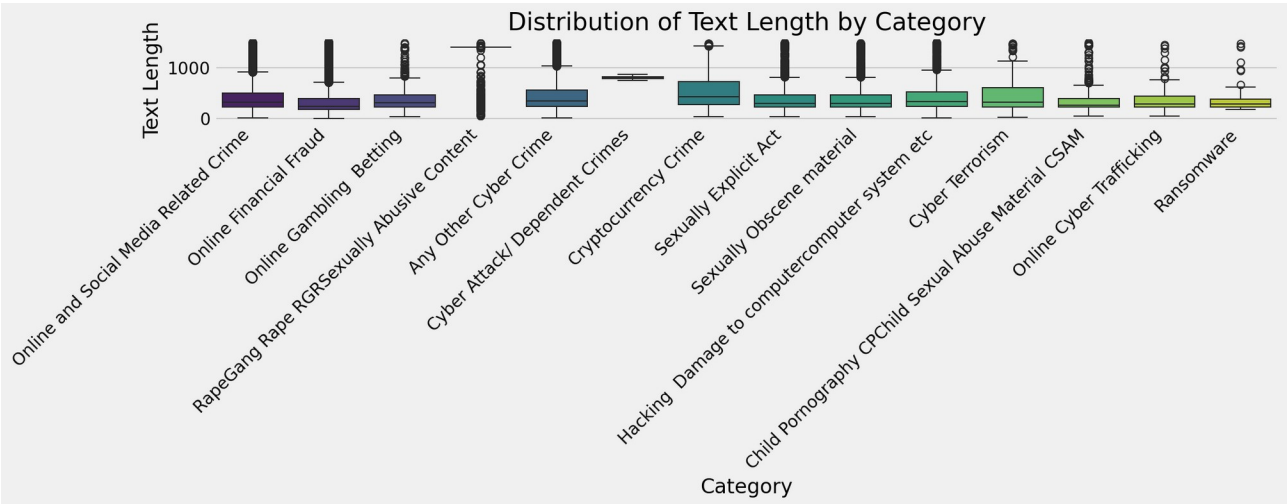 Distribution of Text Length by Category
Text Length
1000
0
Online and Social Media Related Crime
Online Financial Fraud
Online Gambling  Betting
RapeGang Rape RGRSexually Abusive Content
Any Other Cyber Crime
Cyber Attack/ Dependent Crimes
Cryptocurrency Crime
Sexually Explicit Act
Sexually Obscene material
Hacking  Damage to computercomputer system etc
Cyber Terrorism
Child Pornography CPChild Sexual Abuse Material CSAM
Online Cyber Trafficking
Ransomware
Category